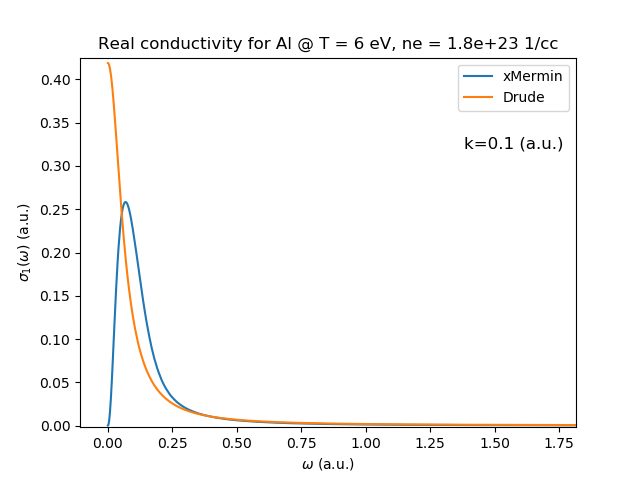 Real conductivity for Al @ T = 6 eV, ne = 1.8e+23 1/cc
xMermin
Drude
k=0.1 (a.u.)
σ₁(ω) (a.u.)
0.40
0.35
0.30
0.25
0.20
0.15
0.10
0.05
0.00
0.00 0.25 0.50 0.75 1.00 1.25 1.50 1.75
ω (a.u.)